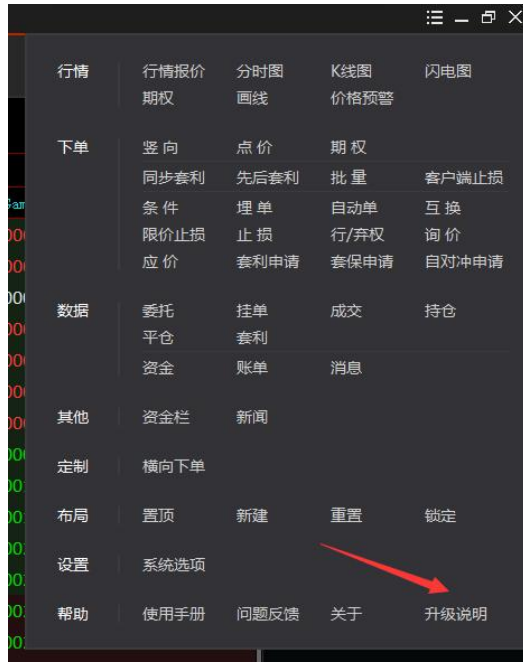 行情 行情报价 分时图 K线图 闪电图
期权 画线 价格预警
下单 竖向 点价 期权
同步套利 先后套利 批量 客户端止损
条件 埋单 自动单 互换
限价止损 止损 行/弃权 询价
应价 套利申请 套保申请 自对冲申请
数据 委托 挂单 成交 持仓
平仓 套利
资金 账单 消息
其他 资金栏 新闻
定制 横向下单
布局 置顶 新建 重置 锁定
设置 系统选项
帮助 使用手册 问题反馈 关于 升级说明